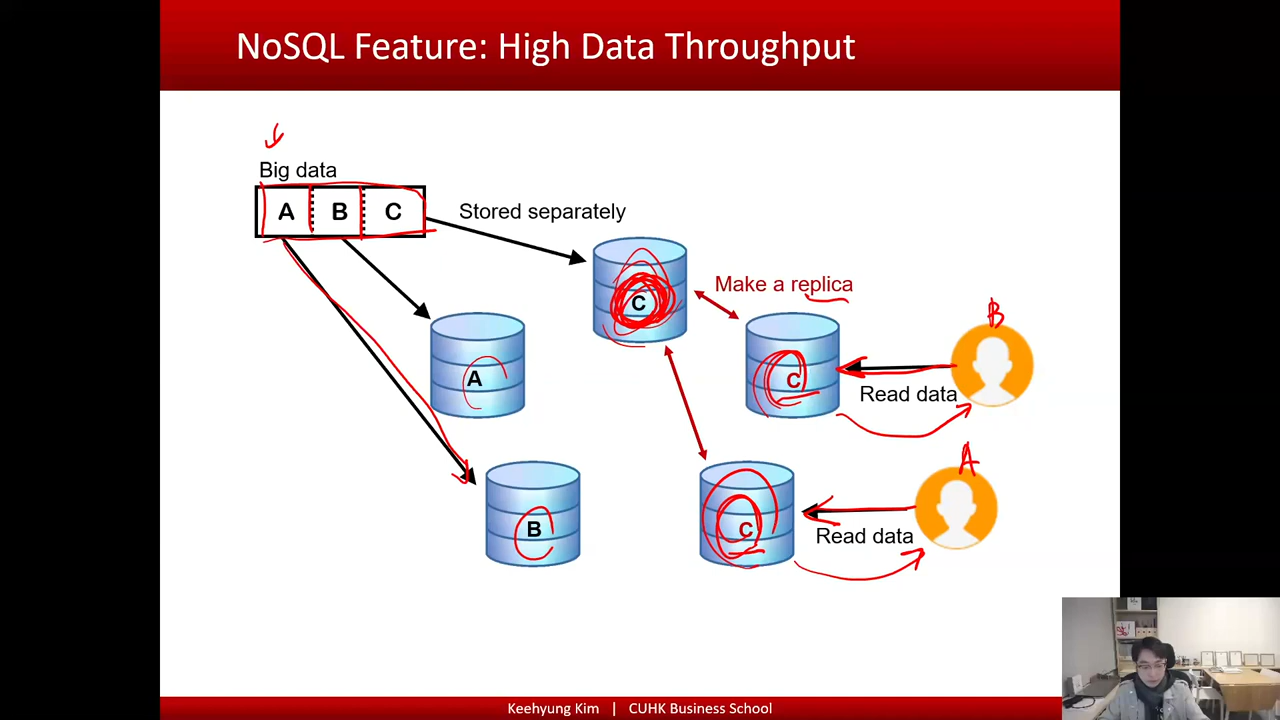 NoSQL Feature: High Data Throughput
Big data
A B C
Stored separately
C
Make a replica
B
A
C
Read data
A
B
C
Read data
Keehyung Kim | CUHK Business School